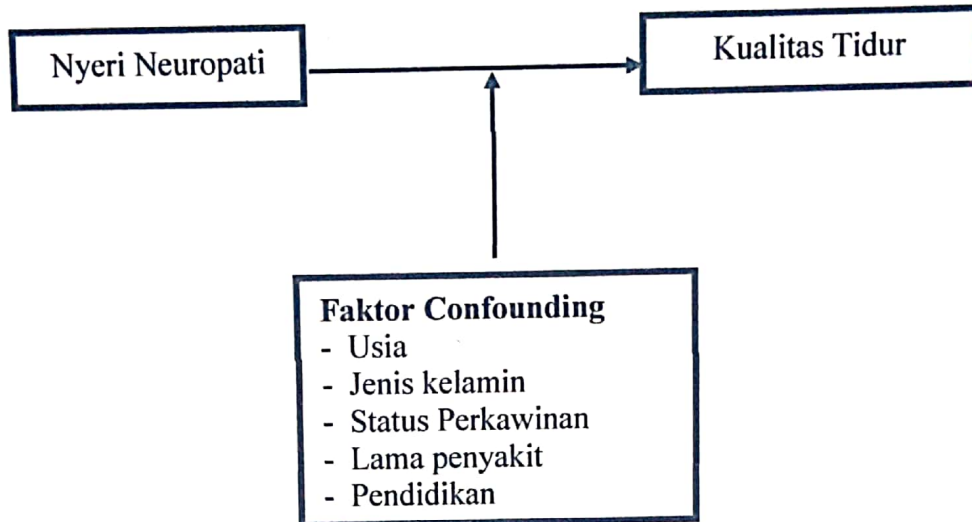 Nyeri Neuropati
Kualitas Tidur
Faktor Confounding
- Usia
- Jenis kelamin
- Status Perkawinan
- Lama penyakit
- Pendidikan